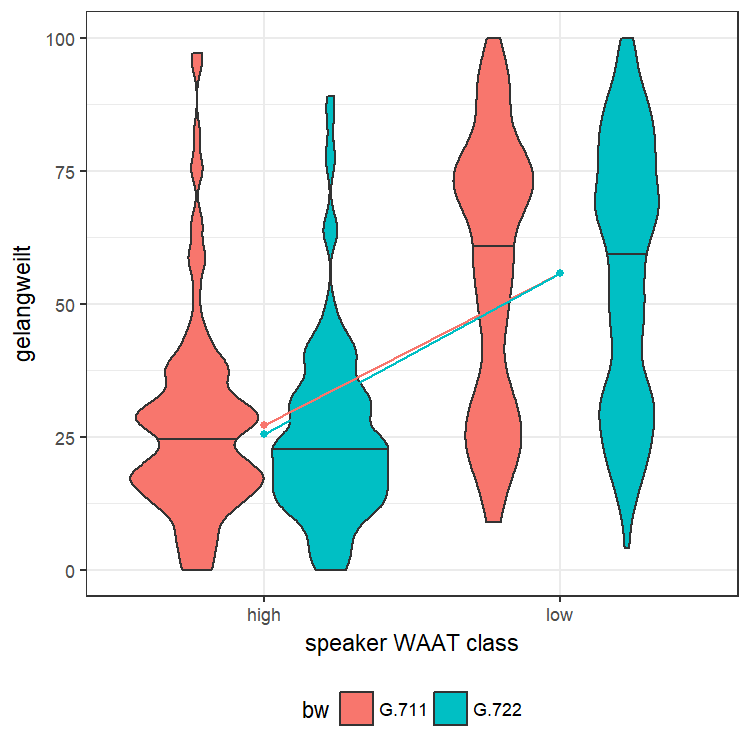 100
75
50
25
0
gelangweilt
high low
speaker WAAT class
bw G.711 G.722